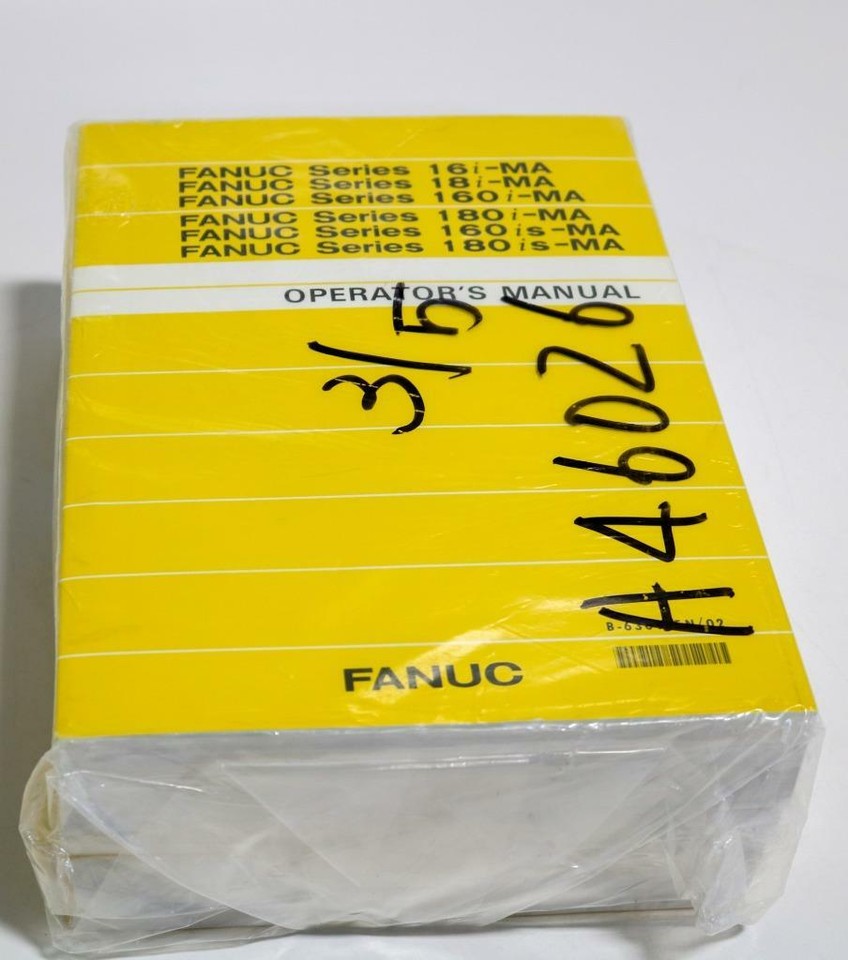 FANUC Series 16i-MA
FANUC Series 18i-MA
FANUC Series 160i-MA
FANUC Series 180i-MA
FANUC Series 160is-MA
FANUC Series 180is-MA
OPERATOR'S MANUAL
3/5
A46026
FANUC